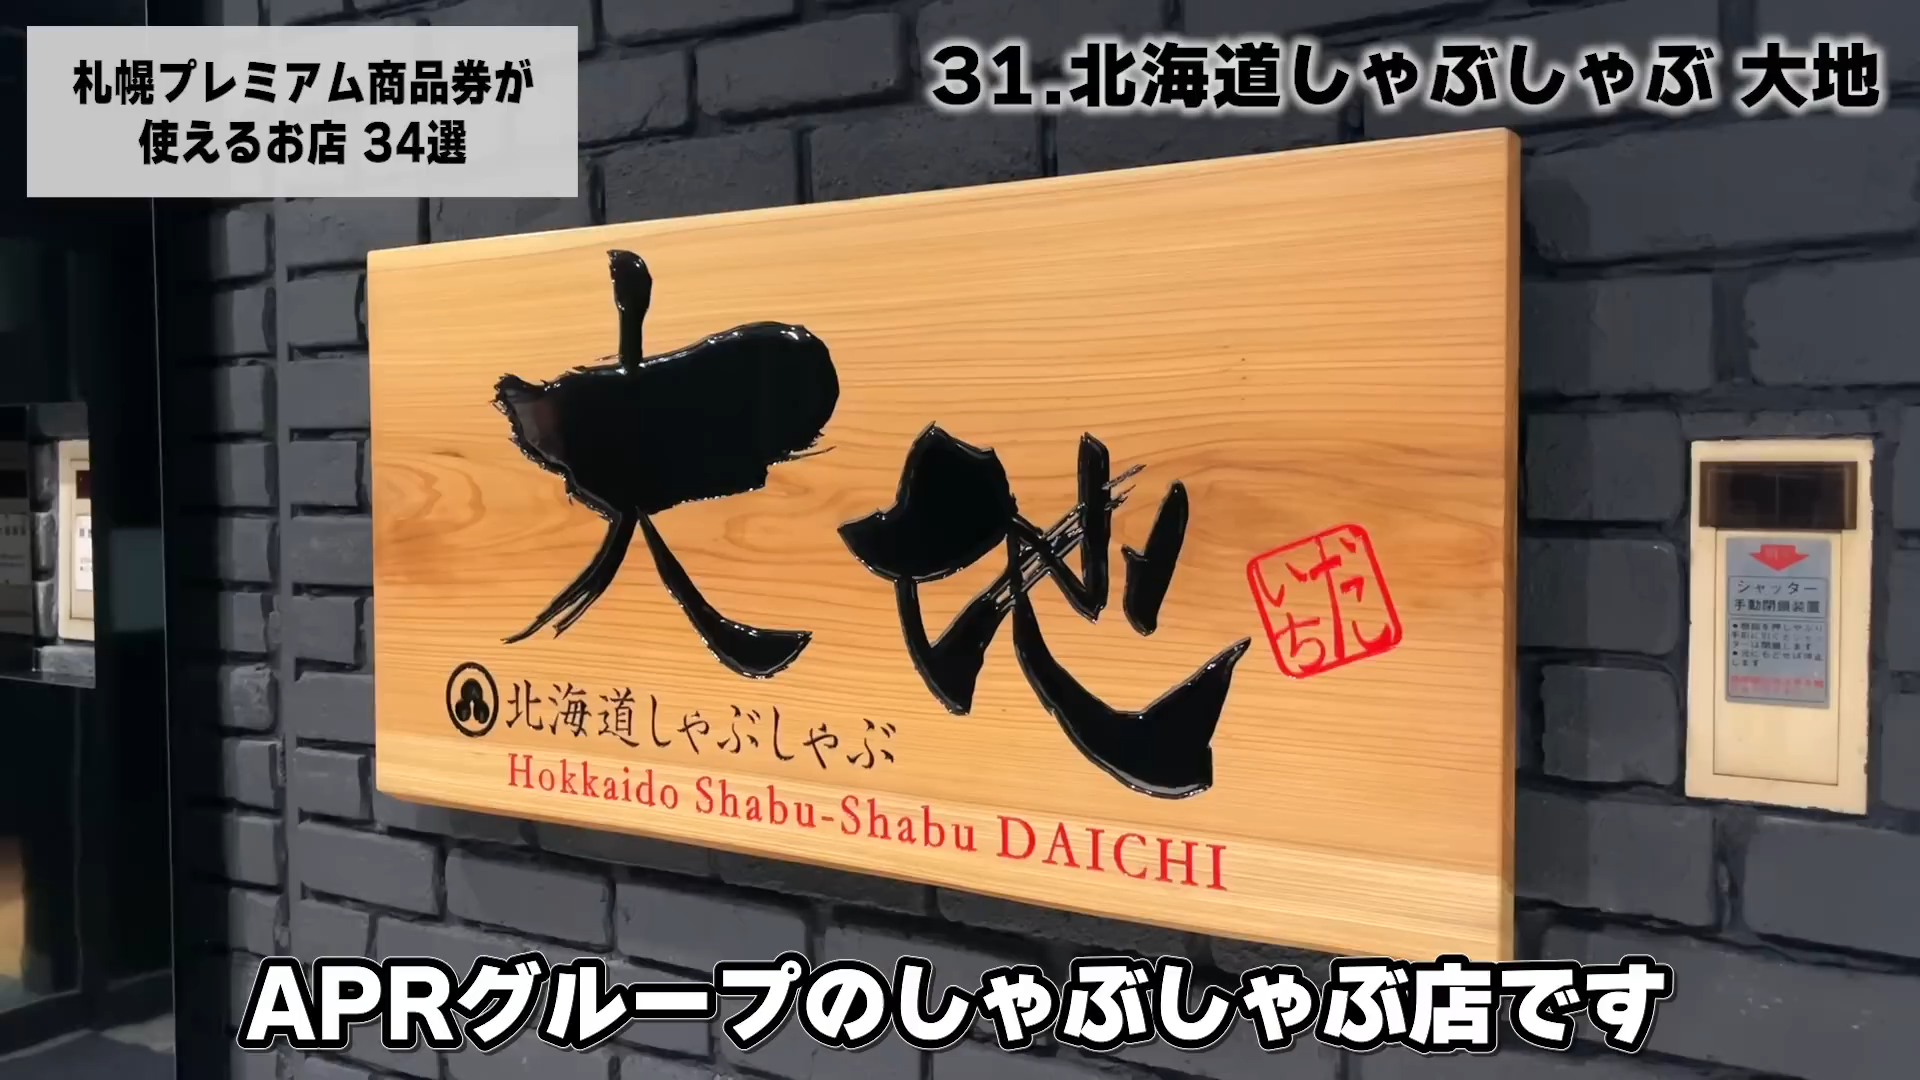 札幌プレミアム商品券が
使えるお店 34選
31.北海道しゃぶしゃぶ 大地
大地
だいち
北海道しゃぶしゃぶ
Hokkaido Shabu-Shabu DAICHI
シャッター
手動閉鎖装置
APRグループのしゃぶしゃぶ店です